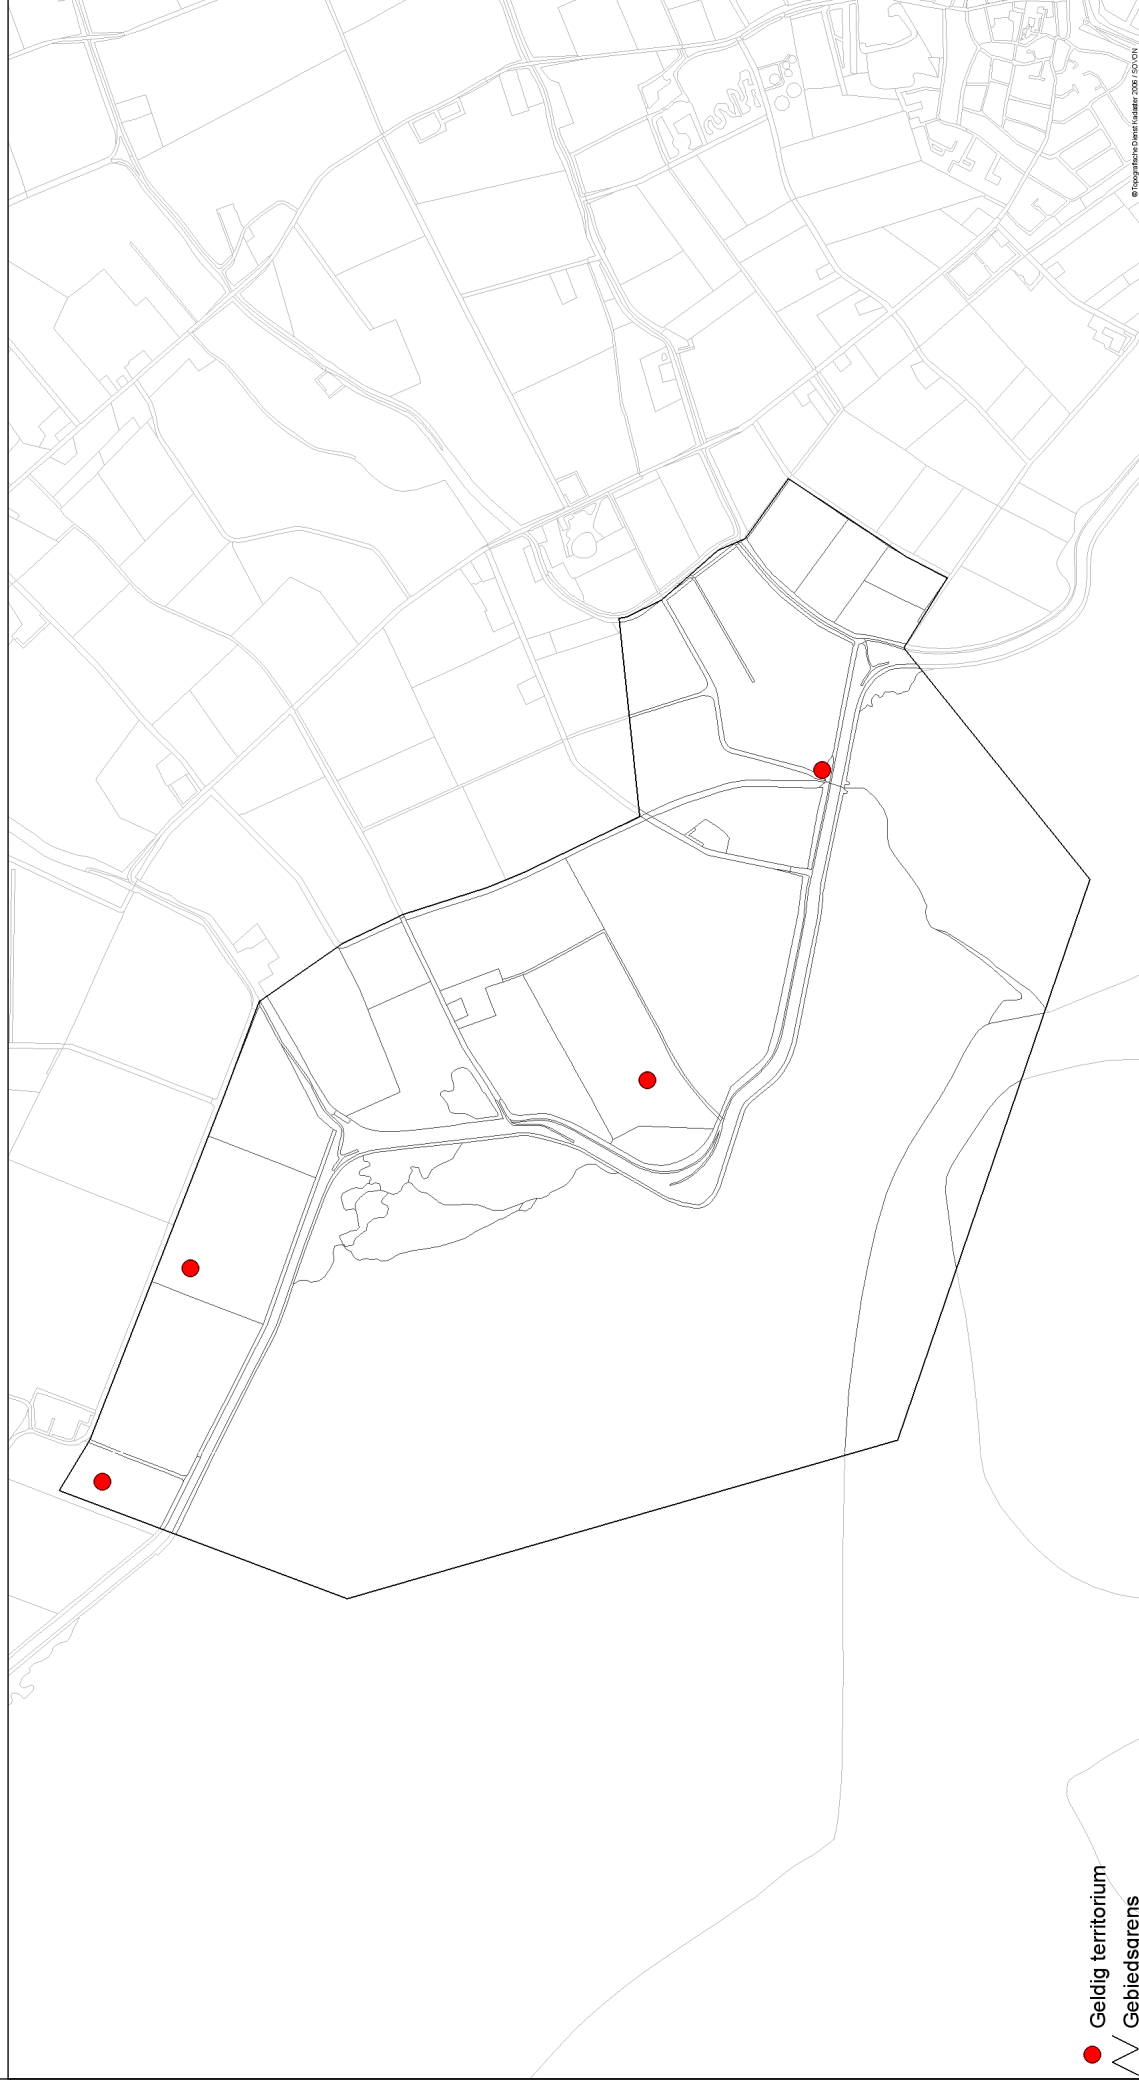 © Topografische Dienst Kadaster 2006 / SOVON
Geldig territorium
Gebiedsgrens